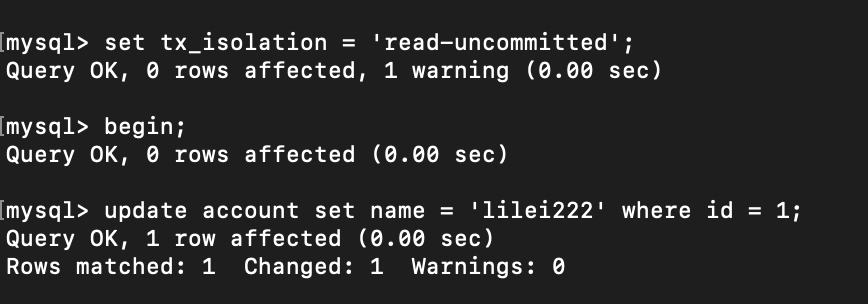 [mysql> set tx_isolation = 'read-uncommitted';
Query OK, 0 rows affected, 1 warning (0.00 sec)
[mysql> begin;
Query OK, 0 rows affected (0.00 sec)
[mysql> update account set name = 'lilei222' where id = 1;
Query OK, 1 row affected (0.00 sec)
Rows matched: 1  Changed: 1  Warnings: 0